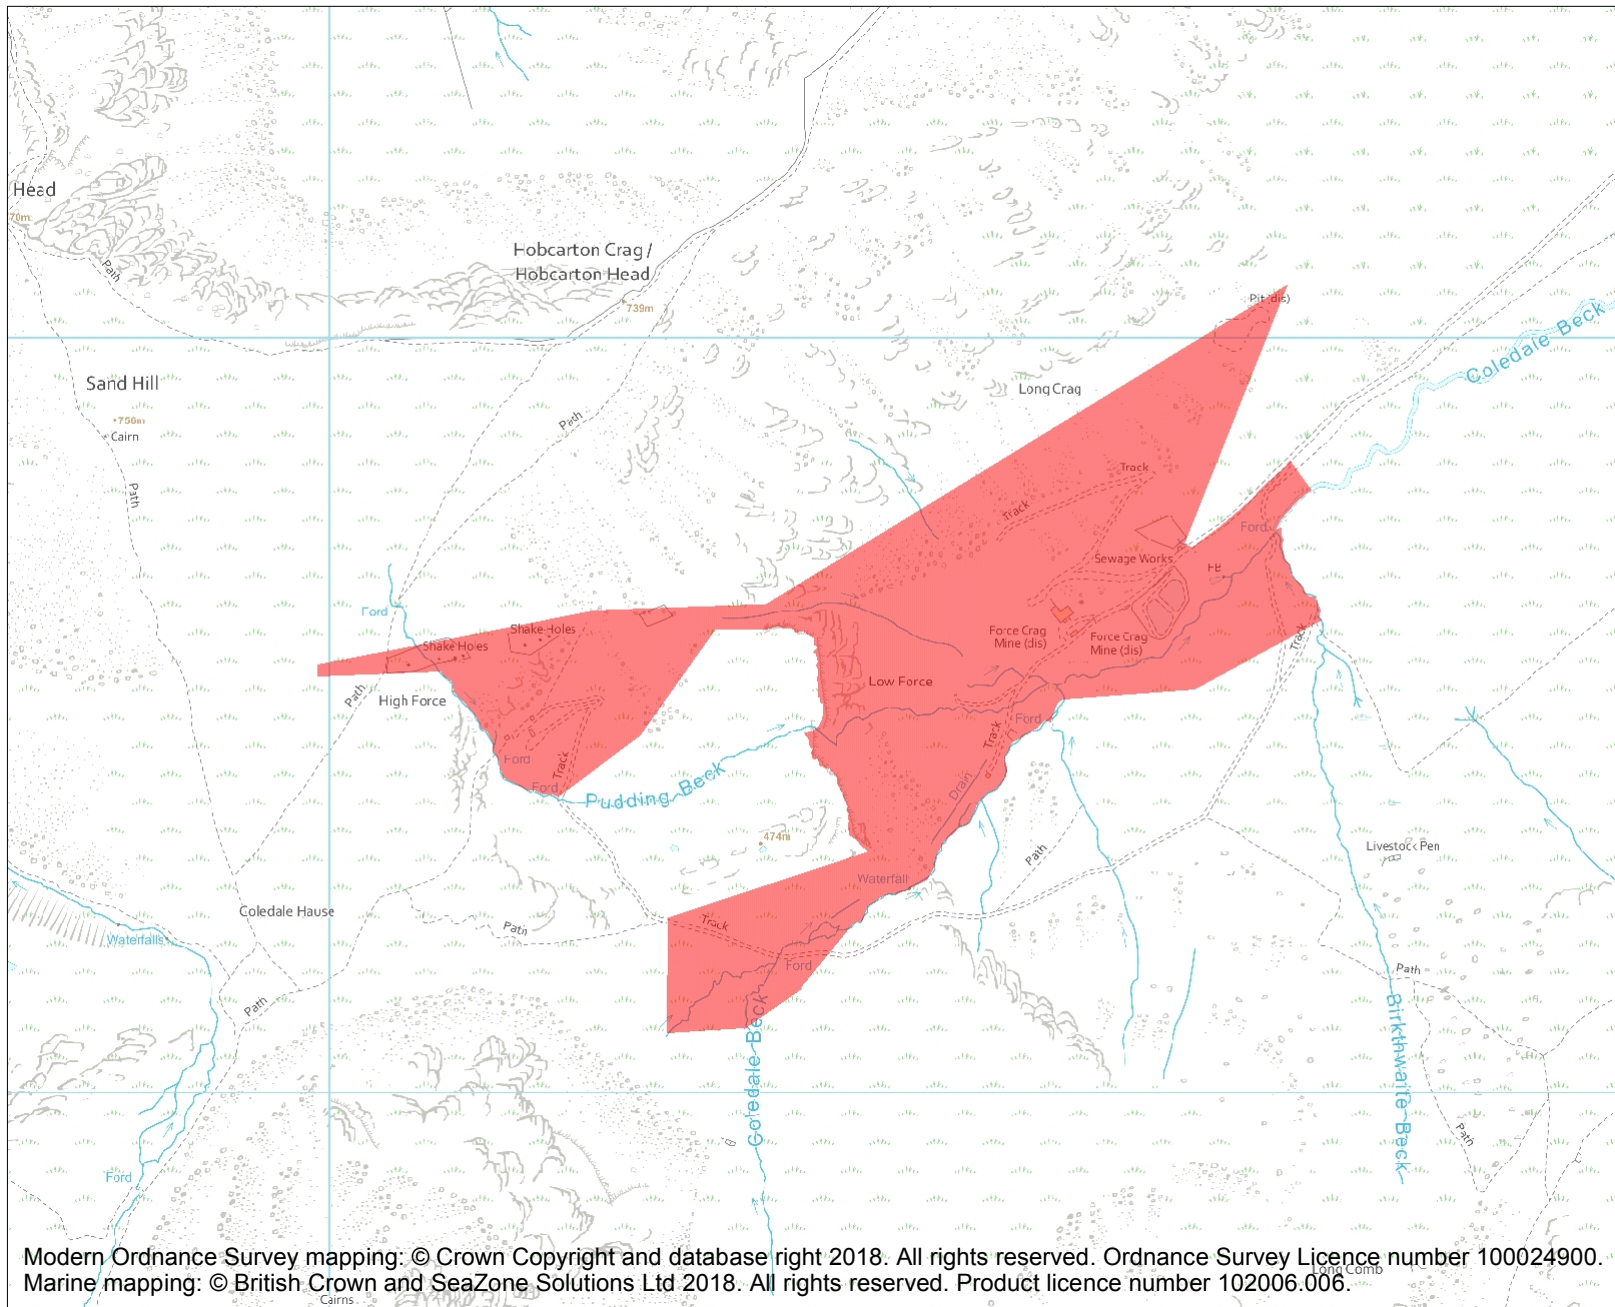 Head
70m
Path
Hobcarton Crag /
Hobcarton Head
739m
Pit (dis)
Coledale Beck
Sand Hill
756m
Cairn
Long Crag
Path
Path
Track
Track
Ford
Sewage Works
FB
Ford
Shake Holes
Shake Holes
Force Crag
Mine (dis)
Force Crag
Mine (dis)
Track
Path
High Force
Low Force
Ford
Track
Ford
Track
Ford
Drain
Pudding Beck
474m
Path
Livestock Pen
Waterfall
Coledale Hause
Track
Path
Waterfalls
Ford
Path
Path
Coledale Beck
Birkthwaite Beck
Path
Ford
Modern Ordnance Survey mapping: © Crown Copyright and database right 2018. All rights reserved. Ordnance Survey Licence number 100024900.
Long Comb
Marine mapping: © British Crown and SeaZone Solutions Ltd 2018. All rights reserved. Product licence number 102006.006.
Cairns